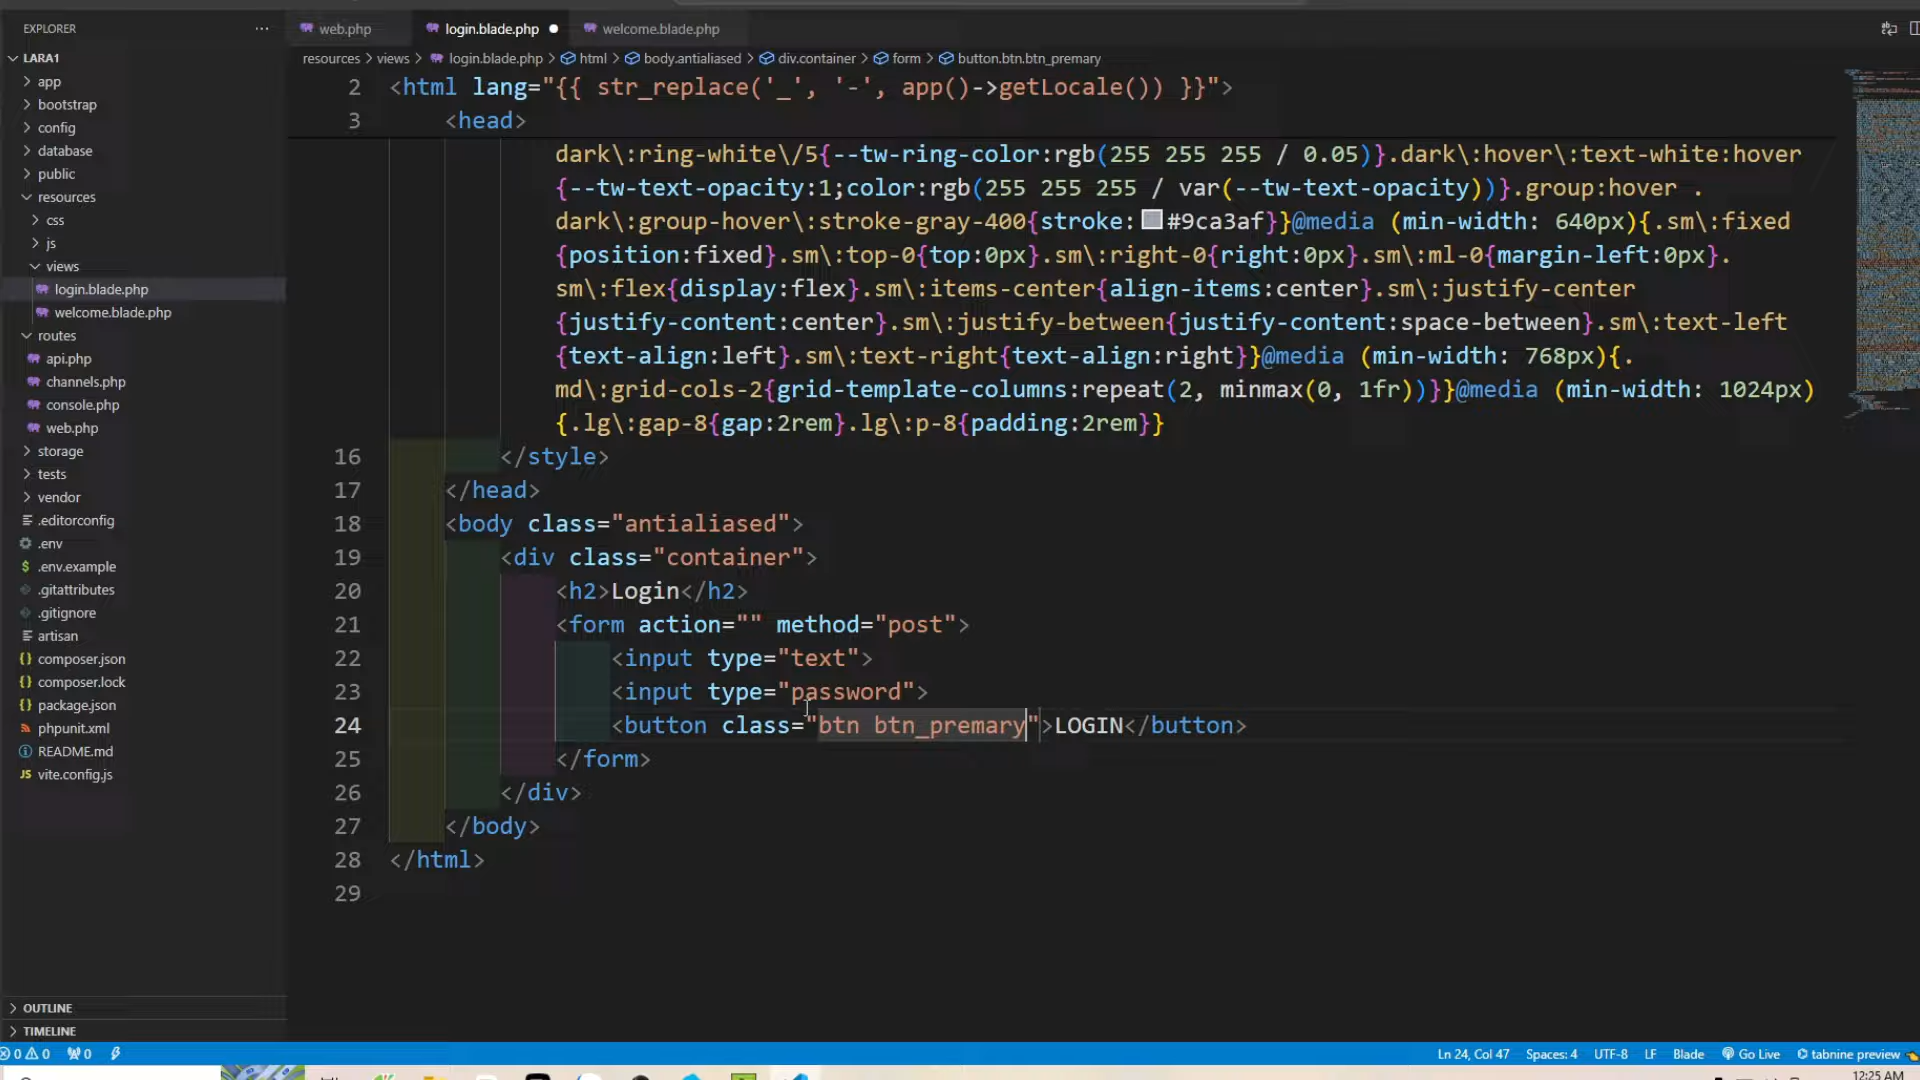 EXPLORER
...
web.php
login.blade.php
welcome.blade.php
LARA1
resources > views > login.blade.php > html > body.antialiased > div.container > form > button.btn.btn_premary
app
bootstrap
config
database
public
resources
css
js
views
login.blade.php
welcome.blade.php
routes
api.php
channels.php
console.php
web.php
storage
tests
vendor
.editorconfig
.env
$ .env.example
.gitattributes
.gitignore
artisan
{} composer.json
{} composer.lock
{} package.json
phpunit.xml
README.md
JS vite.config.js
OUTLINE
TIMELINE
2 <html lang="{{ str_replace('_', '-', app()->getLocale()) }}">
3 <head>
dark\:ring-white\/5{--tw-ring-color:rgb(255 255 255 / 0.05)}.dark\:hover\:text-white:hover
{--tw-text-opacity:1;color:rgb(255 255 255 / var(--tw-text-opacity))}.group:hover .
dark\:group-hover\:stroke-gray-400{stroke:#9ca3af}}@media (min-width: 640px){.sm\:fixed
{position:fixed}.sm\:top-0{top:0px}.sm\:right-0{right:0px}.sm\:ml-0{margin-left:0px}.
sm\:flex{display:flex}.sm\:items-center{align-items:center}.sm\:justify-center
{justify-content:center}.sm\:justify-between{justify-content:space-between}.sm\:text-left
{text-align:left}.sm\:text-right{text-align:right}}@media (min-width: 768px){.
md\:grid-cols-2{grid-template-columns:repeat(2, minmax(0, 1fr))}}@media (min-width: 1024px)
{.lg\:gap-8{gap:2rem}.lg\:p-8{padding:2rem}}
16 </style>
17 </head>
18 <body class="antialiased">
19 <div class="container">
20 <h2>Login</h2>
21 <form action="" method="post">
22 <input type="text">
23 <input type="password">
24 <button class="btn btn_premary">LOGIN</button>
25 </form>
26 </div>
27 </body>
28 </html>
29
0 0 0
Ln 24, Col 47 Spaces: 4 UTF-8 LF Blade Go Live tabnine preview
12:25 AM